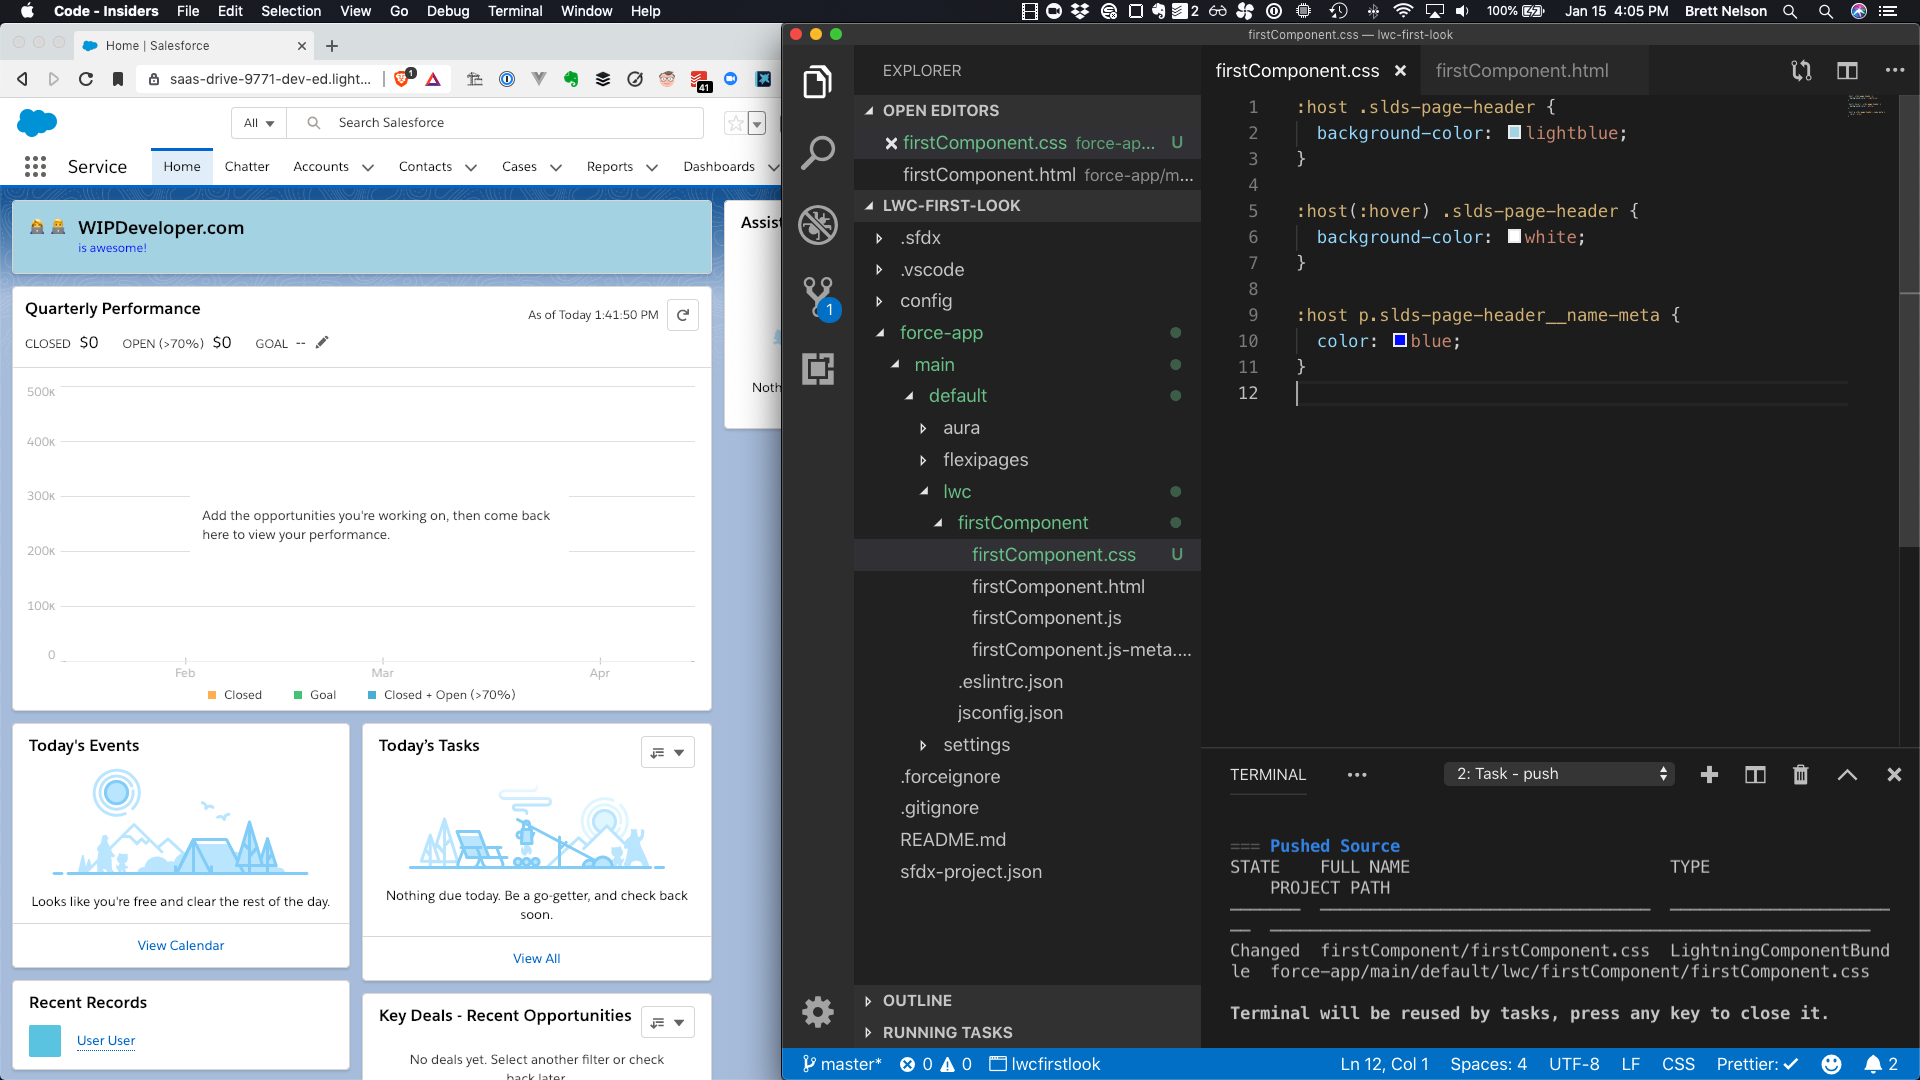 Code - Insiders File Edit Selection View Go Debug Terminal Window Help
2 100% Jan 15 4:05 PM Brett Nelson
Home | Salesforce
saas-drive-9771-dev-ed.light...
1
41
All Search Salesforce
Service Home Chatter Accounts Contacts Cases Reports Dashboards
WIPDeveloper.com
is awesome!
Assis
Quarterly Performance
As of Today 1:41:50 PM
CLOSED $0 OPEN (>70%) $0 GOAL --
Noth
500K
400K
300K
200K
100K
0
Add the opportunities you're working on, then come back
here to view your performance.
Feb Mar Apr
Closed Goal Closed + Open (>70%)
Today's Events
Looks like you're free and clear the rest of the day.
View Calendar
Today's Tasks
Nothing due today. Be a go-getter, and check back
soon.
View All
Recent Records
User User
Key Deals - Recent Opportunities
No deals yet. Select another filter or check
back later.
firstComponent.css — lwc-first-look
EXPLORER
OPEN EDITORS
firstComponent.css force-ap... U
firstComponent.html force-app/m...
LWC-FIRST-LOOK
.sfdx
.vscode
config
force-app
main
default
aura
flexipages
lwc
firstComponent
firstComponent.css U
firstComponent.html
firstComponent.js
firstComponent.js-meta....
.eslintrc.json
jsconfig.json
settings
.forceignore
.gitignore
README.md
sfdx-project.json
OUTLINE
RUNNING TASKS
1
firstComponent.css firstComponent.html
1 :host .slds-page-header {
2 background-color: lightblue;
3 }
4
5 :host(:hover) .slds-page-header {
6 background-color: white;
7 }
8
9 :host p.slds-page-header__name-meta {
10 color: blue;
11 }
12
TERMINAL 2: Task - push
=== Pushed Source
STATE FULL NAME TYPE
PROJECT PATH
Changed firstComponent/firstComponent.css LightningComponentBund
le force-app/main/default/lwc/firstComponent/firstComponent.css
Terminal will be reused by tasks, press any key to close it.
master* 0 0 lwcfirstlook Ln 12, Col 1 Spaces: 4 UTF-8 LF CSS Prettier: 2